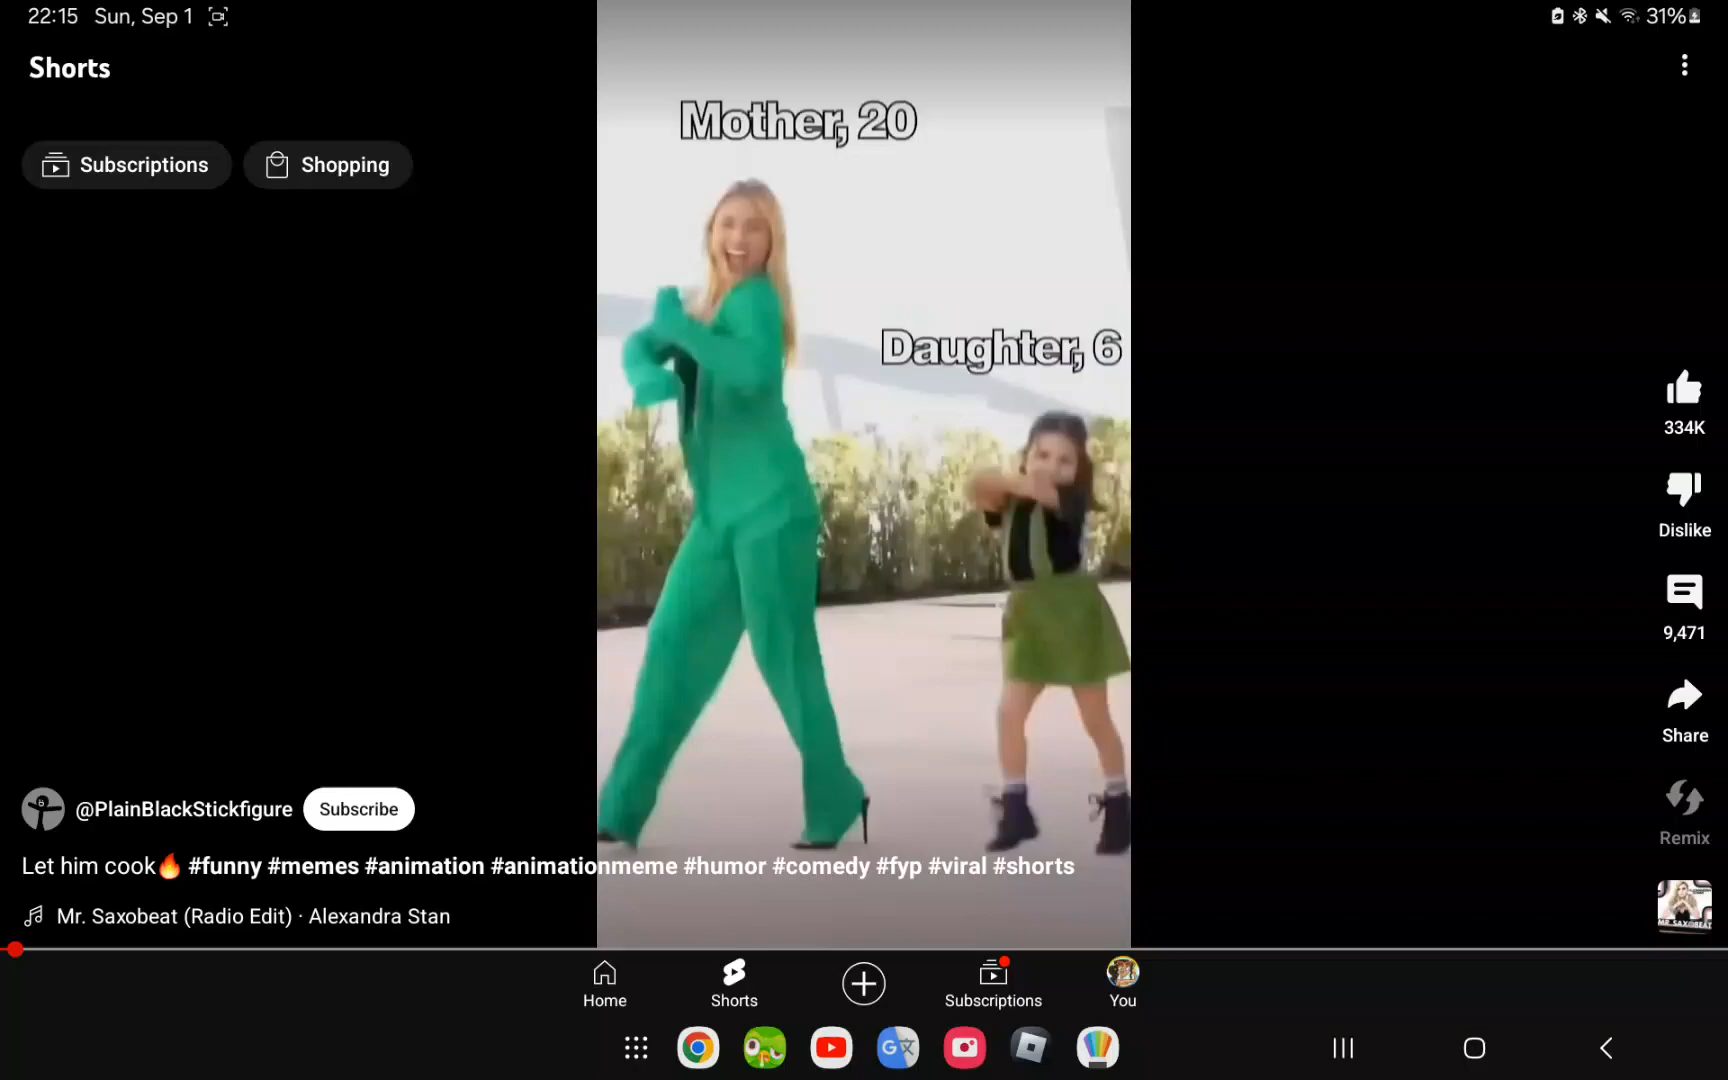 22:15 Sun, Sep 1
31%
Shorts
Subscriptions
Shopping
Mother, 20
Daughter, 6
334K
Dislike
9,471
Share
Remix
@PlainBlackStickfigure
Subscribe
Let him cook🔥 #funny #memes #animation #animationmeme #humor #comedy #fyp #viral #shorts
Mr. Saxobeat (Radio Edit) · Alexandra Stan
MR. SAXOBEAT
Home
Shorts
Subscriptions
You